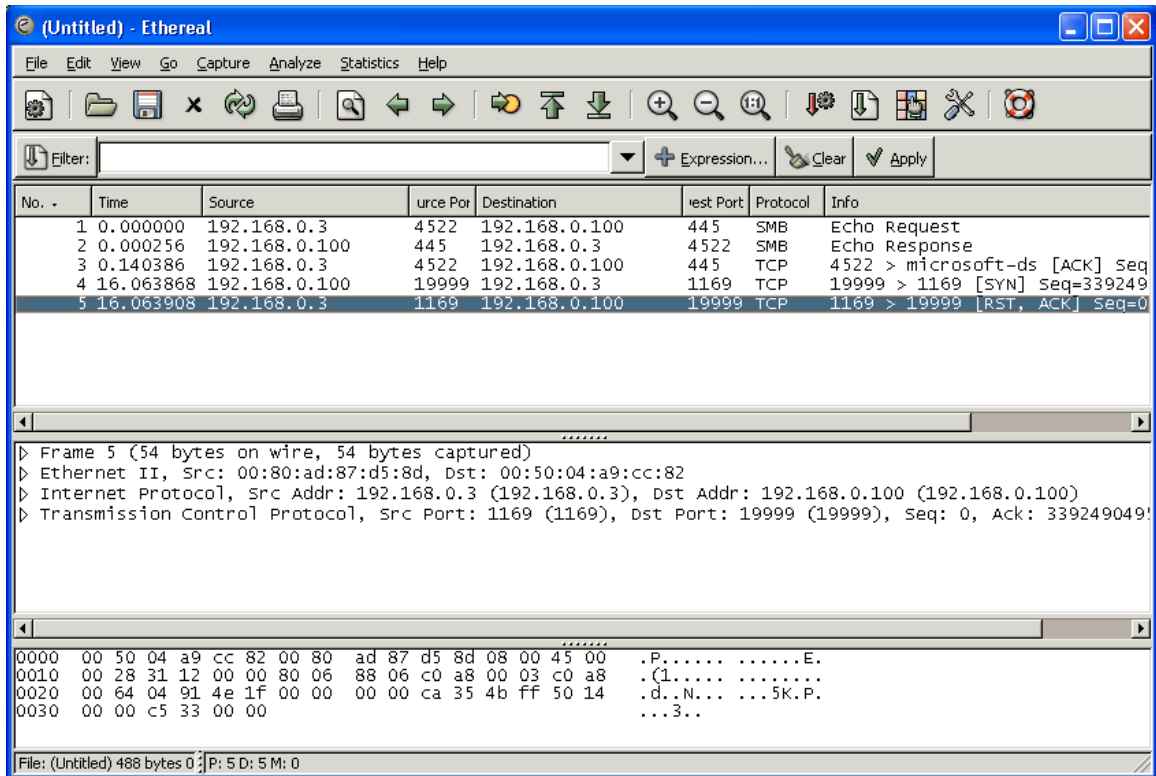 (Untitled) - Ethereal
File Edit View Go Capture Analyze Statistics Help
Filter: Expression... Clear Apply
No. Time Source urce Por Destination est Port Protocol Info
1 0.000000 192.168.0.3 4522 192.168.0.100 445 SMB Echo Request
2 0.000256 192.168.0.100 445 192.168.0.3 4522 SMB Echo Response
3 0.140386 192.168.0.3 4522 192.168.0.100 445 TCP 4522 > microsoft-ds [ACK] Seq
4 16.063868 192.168.0.100 19999 192.168.0.3 1169 TCP 19999 > 1169 [SYN] Seq=339249
5 16.063908 192.168.0.3 1169 192.168.0.100 19999 TCP 1169 > 19999 [RST, ACK] Seq=0
Frame 5 (54 bytes on wire, 54 bytes captured)
Ethernet II, Src: 00:80:ad:87:d5:8d, Dst: 00:50:04:a9:cc:82
Internet Protocol, Src Addr: 192.168.0.3 (192.168.0.3), Dst Addr: 192.168.0.100 (192.168.0.100)
Transmission Control Protocol, Src Port: 1169 (1169), Dst Port: 19999 (19999), Seq: 0, Ack: 339249049
0000 00 50 04 a9 cc 82 00 80 ad 87 d5 8d 08 00 45 00 .P...... ......E.
0010 00 28 31 12 00 00 80 06 88 06 c0 a8 00 03 c0 a8 .(1..... ........
0020 00 64 04 91 4e 1f 00 00 00 00 ca 35 4b ff 50 14 .d..N... ...5K.P.
0030 00 00 c5 33 00 00 ...3..
File: (Untitled) 488 bytes 0 P: 5 D: 5 M: 0